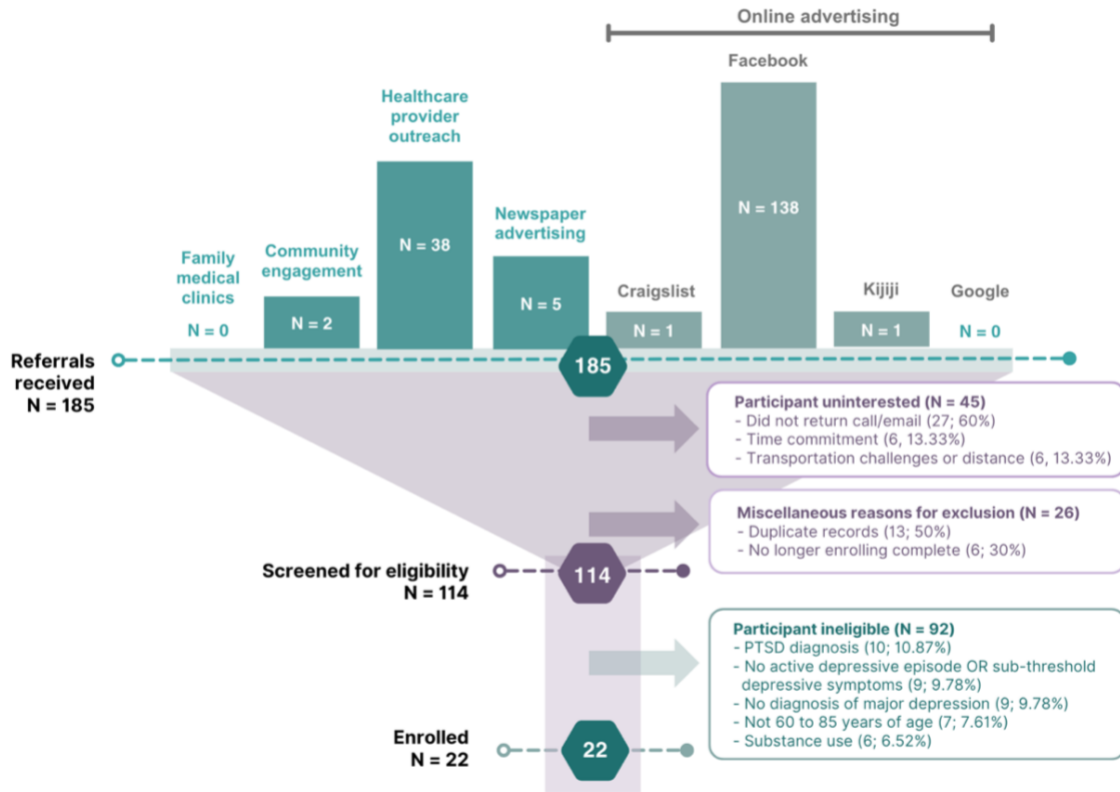 Online advertising
Facebook
Healthcare
provider
outreach
N = 138
Newspaper
advertising
N = 38
Family
medical
clinics
Community
engagement
Craigslist
Kijiji
Google
N = 0
N = 2
N = 5
N = 1
N = 1
N = 0
Referrals
received
N = 185
185
Participant uninterested (N = 45)
- Did not return call/email (27; 60%)
- Time commitment (6, 13.33%)
- Transportation challenges or distance (6, 13.33%)
Miscellaneous reasons for exclusion (N = 26)
- Duplicate records (13; 50%)
- No longer enrolling complete (6; 30%)
Screened for eligibility
N = 114
114
Participant ineligible (N = 92)
- PTSD diagnosis (10; 10.87%)
- No active depressive episode OR sub-threshold
depressive symptoms (9; 9.78%)
- No diagnosis of major depression (9; 9.78%)
- Not 60 to 85 years of age (7; 7.61%)
- Substance use (6; 6.52%)
Enrolled
N = 22
22